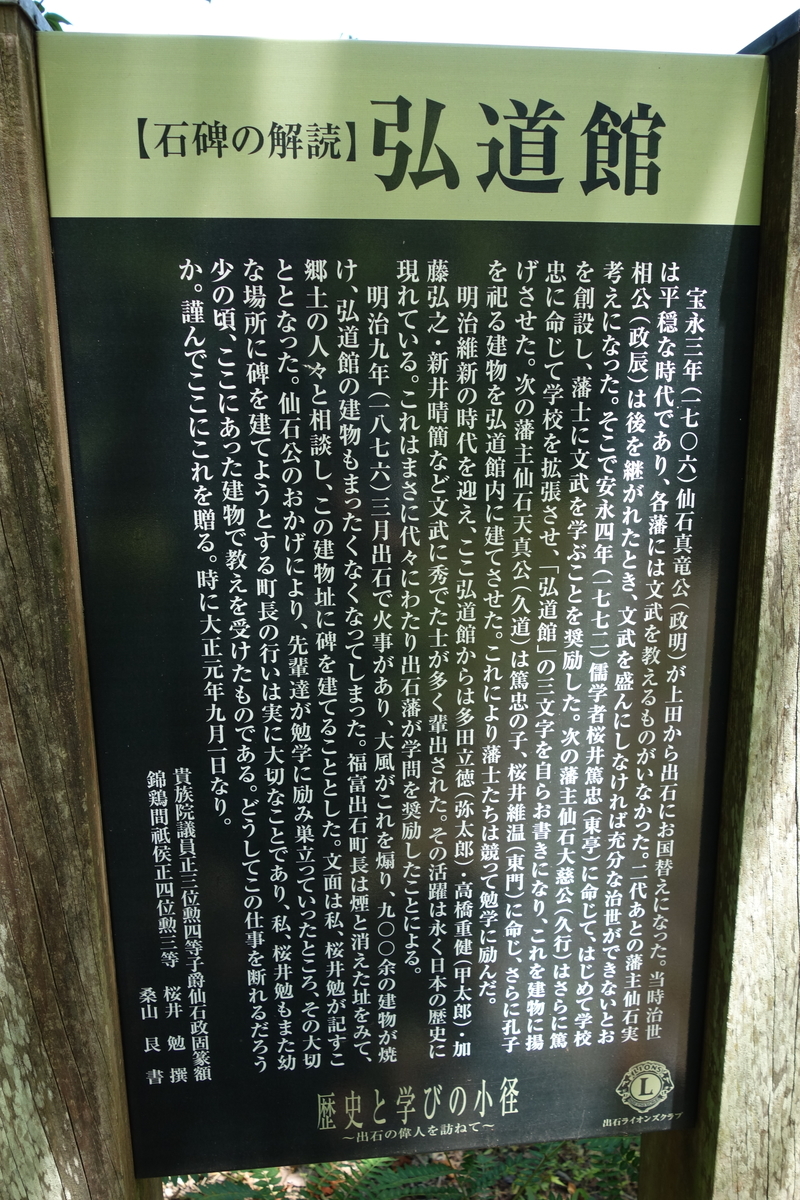 【石碑の解読】弘道館
宝永三年(一七〇六)仙石真竜公(政明)が上田から出石にお国替えになった。当時治世
は平穏な時代であり、各藩には文武を教えるものがいなかった。二代あとの藩主仙石実
相公(政辰)は後を継がれたとき、文武を盛んにしなければ充分な治世ができないとお
考えになった。そこで安永四年(一七七二)儒学者桜井篤忠(東亭)に命じて、はじめて学校
を創設し、藩士に文武を学ぶことを奨励した。次の藩主仙石大慈公(久行)はさらに篤
忠に命じて学校を拡張させ、「弘道館」の三文字を自らお書きになり、これを建物に揚
げさせた。次の藩主仙石天真公(久道)は篤忠の子、桜井維温(東門)に命じ、さらに孔子
を祀る建物を弘道館内に建てさせた。これにより藩士たちは競って勉学に励んだ。
明治維新の時代を迎え、ここ弘道館からは多田立徳(弥太郎)・高橋重健(甲太郎)・加
藤弘之・新井晴簡など文武に秀でた士が多く輩出された。その活躍は永く日本の歴史に
現れている。これはまさに代々にわたり出石藩が学問を奨励したことによる。
明治九年(一八七六)三月出石で火事があり、大風がこれを煽り、九〇〇余の建物が焼
け、弘道館の建物もまったくなくなってしまった。福富出石町長は煙と消えた址をみて、
郷土の人々と相談し、この建物址に碑を建てることとした。文面は私、桜井勉が記すこ
ととなった。仙石公のおかげにより、先輩達が勉学に励み巣立っていったところ、その大切
な場所に碑を建てようとする町長の行いは実に大切なことであり、私、桜井勉もまた幼
少の頃、ここにあった建物で教えを受けたものである。どうしてこの仕事を断れるだろう
か。謹んでここにこれを贈る。時に大正元年九月一日なり。
貴族院議員正三位勲四等子爵仙石政固篆額
錦鶏間祗侯正四位勲三等 桜井 勉 撰
桑山 艮 書
歴史と学びの小径
〜出石の偉人を訪ねて〜
LIONS
L
出石ライオンズクラブ